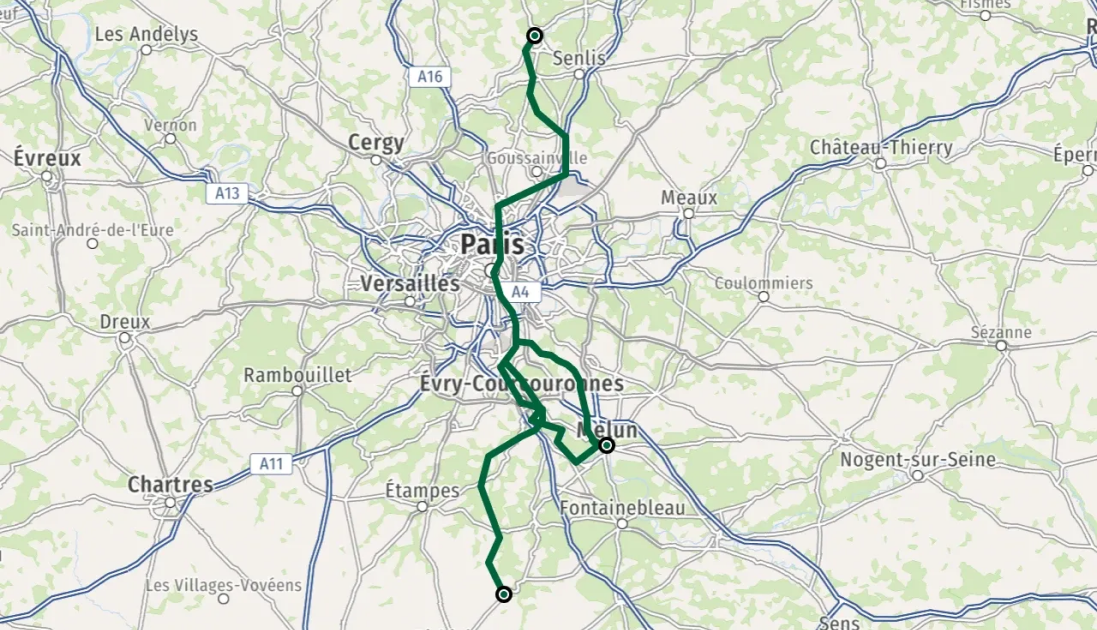 Fismes
Les Andelys
Senlis
A16
Vernon
Cergy
Goussainville
Château-Thierry
Évreux
A13
Meaux
Saint-André-de-l'Eure
Paris
Versailles
A4
Coulommiers
Dreux
Sézanne
Rambouillet
Évry-Courcouronnes
Melun
A11
Nogent-sur-Seine
Chartres
Étampes
Fontainebleau
Les Villages-Vovéens
Sens